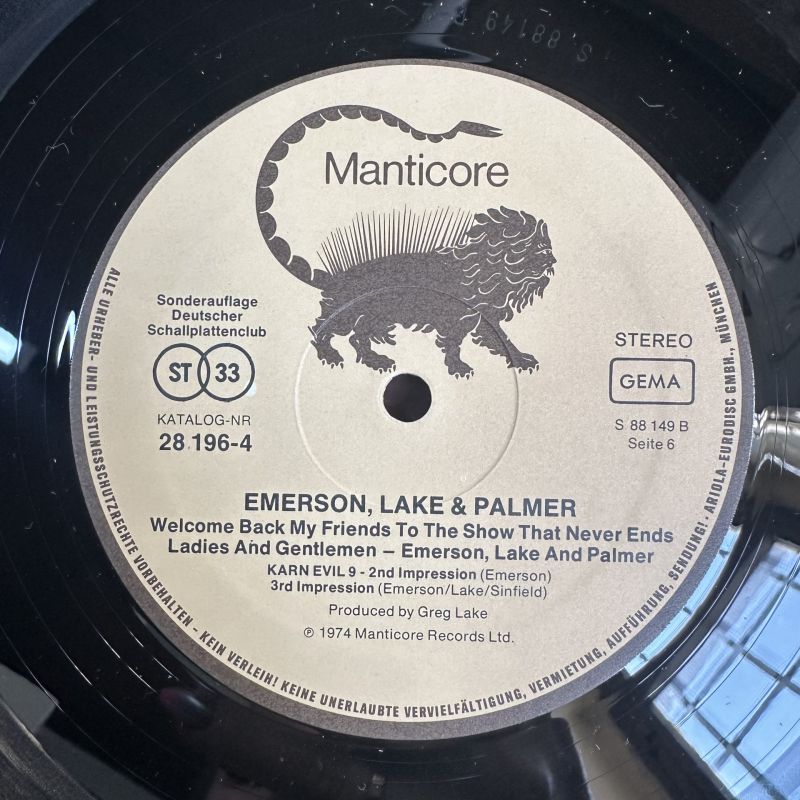 S 88149 B
Manticore
Sonderauflage
Deutscher
Schallplattenclub
ST 33
KATALOG-NR
28 196-4
STEREO
GEMA
S 88 149 B
Seite 6
EMERSON, LAKE & PALMER
Welcome Back My Friends To The Show That Never Ends
Ladies And Gentlemen – Emerson, Lake And Palmer
KARN EVIL 9 - 2nd Impression (Emerson)
3rd Impression (Emerson/Lake/Sinfield)
Produced by Greg Lake
℗ 1974 Manticore Records Ltd.
ALLE URHEBER- UND LEISTUNGSSCHUTZRECHTE VORBEHALTEN - KEIN VERLEIH! KEINE UNERLAUBTE VERVIELFÄLTIGUNG, VERMIETUNG, AUFFÜHRUNG, SENDUNG! · ARIOLA-EURODISC GMBH., MÜNCHEN